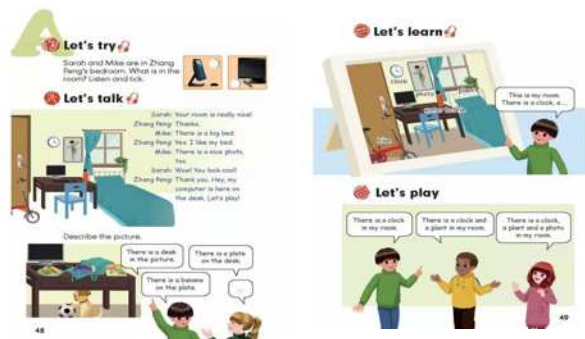 A
Let's try
Sarah and Mike are in Zhang
Peng's bedroom. What is in the
room? Listen and tick.
Let's talk
Sarah: Your room is really nice!
Zhang Peng: Thanks.
Mike: There is a big bed.
Zhang Peng: Yes. I like my bed.
Mike: There is a nice photo,
too.
Sarah: Wow! You look cool!
Zhang Peng: Thank you. Hey, my
computer is here on
the desk. Let's play!
Describe the picture.
There is a desk
in the picture.
There is a plate
on the desk.
There is a banana
on the plate.
...
48
Let's learn
clock
photo
plant
This is my room.
There is a clock, a...
Let's play
There is a clock
in my room.
There is a clock and
a plant in my room.
There is a clock,
a plant and a photo
in my room.
49